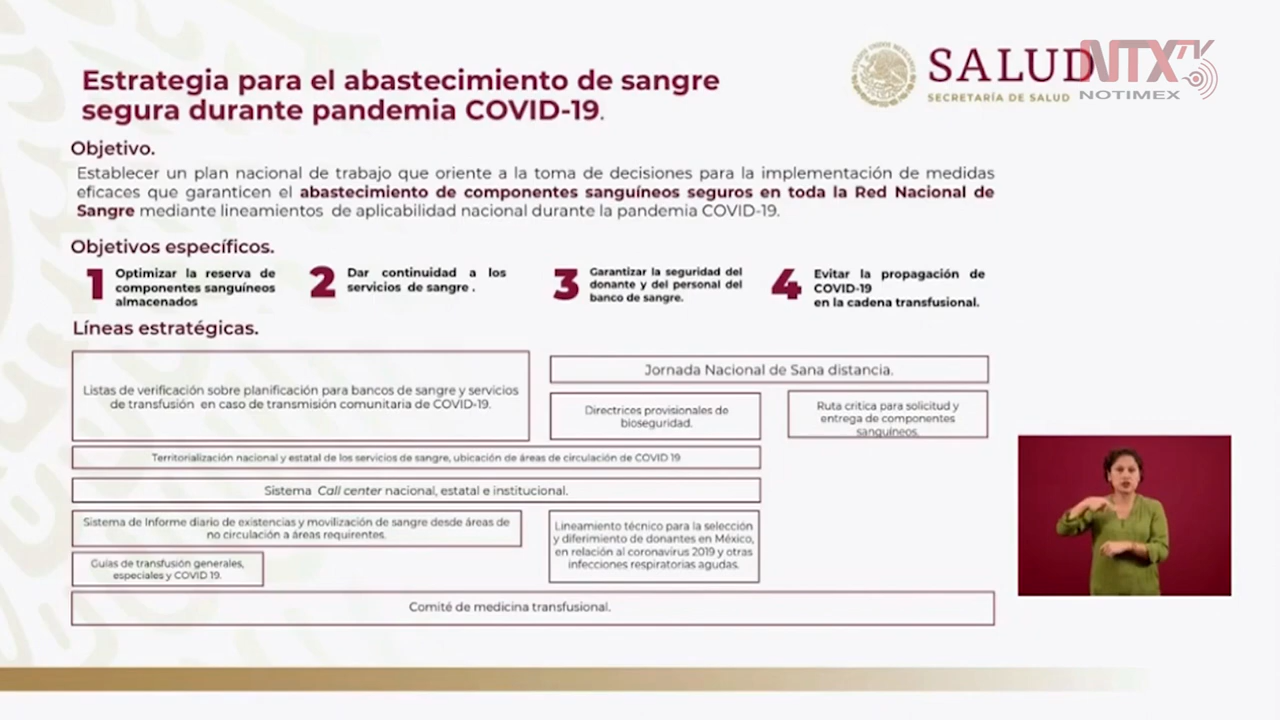 Estrategia para el abastecimiento de sangre
segura durante pandemia COVID-19.
SALUD
SECRETARÍA DE SALUD
NTX TV
NOTIMEX
Objetivo.
Establecer un plan nacional de trabajo que oriente a la toma de decisiones para la implementación de medidas
eficaces que garanticen el abastecimiento de componentes sanguíneos seguros en toda la Red Nacional de
Sangre mediante lineamientos de aplicabilidad nacional durante la pandemia COVID-19.
Objetivos específicos.
1
Optimizar la reserva de
componentes sanguíneos
almacenados
2
Dar continuidad a los
servicios de sangre .
3
Garantizar la seguridad del
donante y del personal del
banco de sangre.
4
Evitar la propagación de
COVID-19
en la cadena transfusional.
Líneas estratégicas.
Listas de verificación sobre planificación para bancos de sangre y servicios
de transfusión en caso de transmisión comunitaria de COVID-19.
Jornada Nacional de Sana distancia.
Directrices provisionales de
bioseguridad.
Ruta critica para solicitud y
entrega de componentes
sanguíneos.
Territorialización nacional y estatal de los servicios de sangre, ubicación de áreas de circulación de COVID 19
Sistema Call center nacional, estatal e institucional.
Sistema de Informe diario de existencias y movilización de sangre desde áreas de
no circulación a áreas requirentes.
Lineamiento técnico para la selección
y diferimiento de donantes en México,
en relación al coronavirus 2019 y otras
infecciones respiratorias agudas.
Guías de transfusión generales,
especiales y COVID 19.
Comité de medicina transfusional.